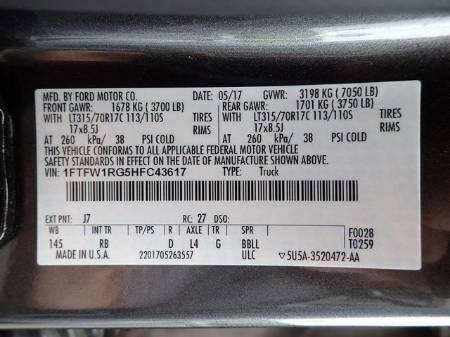 MFD. BY FORD MOTOR CO. 05/17 GVWR: 3198 KG ( 7050 LB)
FRONT GAWR: 1678 KG ( 3700 LB) REAR GAWR: 1701 KG ( 3750 LB)
WITH LT315/70R17C 113/110S TIRES WITH LT315/70R17C 113/110S TIRES
17x8.5J RIMS 17x8.5J RIMS
AT 260 kPa/ 38 PSI COLD AT 260 kPa/ 38 PSI COLD
THIS VEHICLE CONFORMS TO ALL APPLICABLE FEDERAL MOTOR VEHICLE
SAFETY STANDARDS IN EFFECT ON THE DATE OF MANUFACTURE SHOWN ABOVE.
VIN: 1FTFW1RG5HFC43617 TYPE: Truck
EXT PNT: J7 RC: 27 DSO:
WB INT TR TP/PS R AXLE TR SPR F0028
145 RB D L4 G BBLL T0259
MADE IN U.S.A. 2201705263557 ULC 5U5A-3520472-AA